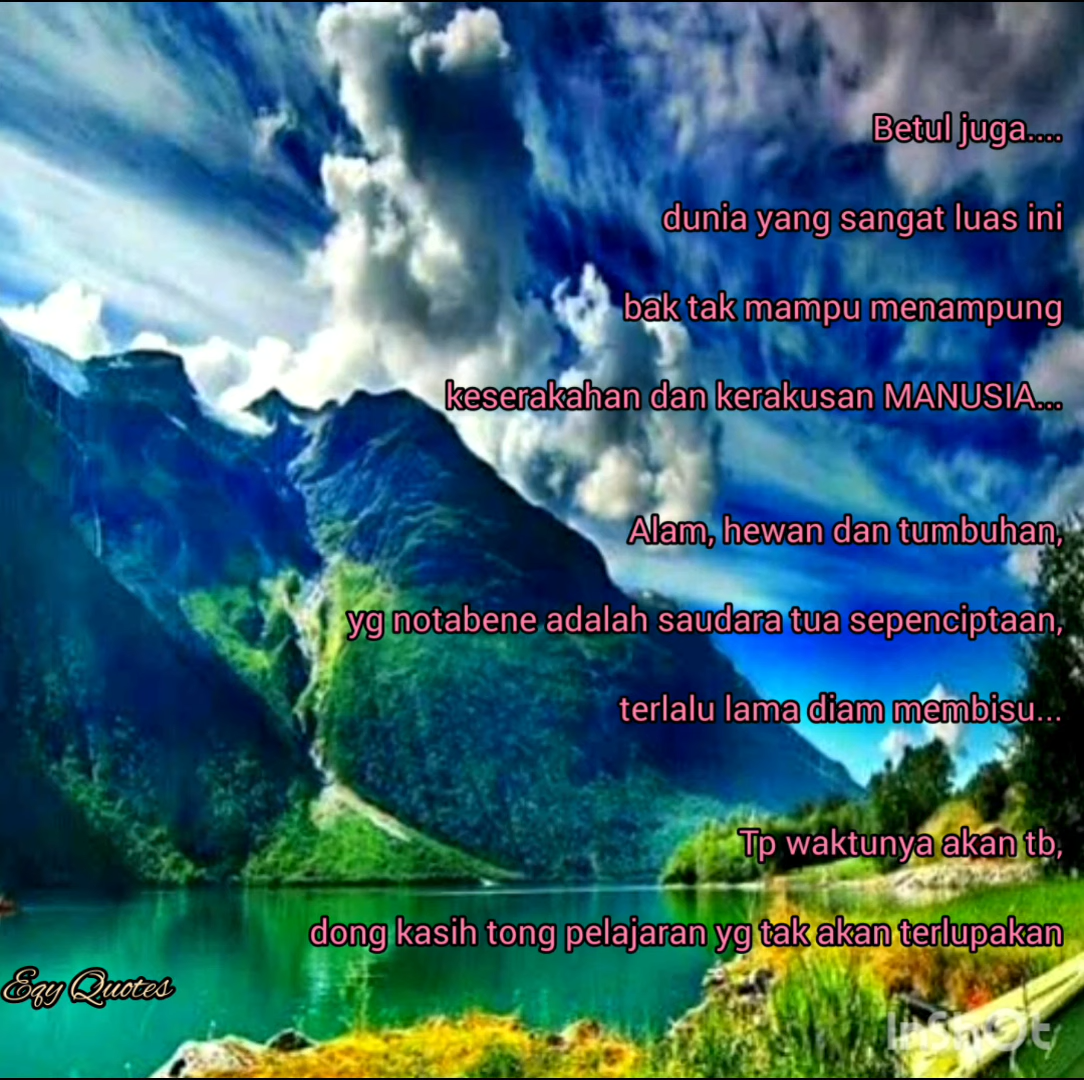 Betul juga....
dunia yang sangat luas ini
bak tak mampu menampung
keserakahan dan kerakusan MANUSIA...
Alam, hewan dan tumbuhan,
yg notabene adalah saudara tua sepenciptaan,
terlalu lama diam membisu...
Tp waktunya akan tb,
dong kasih tong pelajaran yg tak akan terlupakan
Eqy Quotes
InShOt